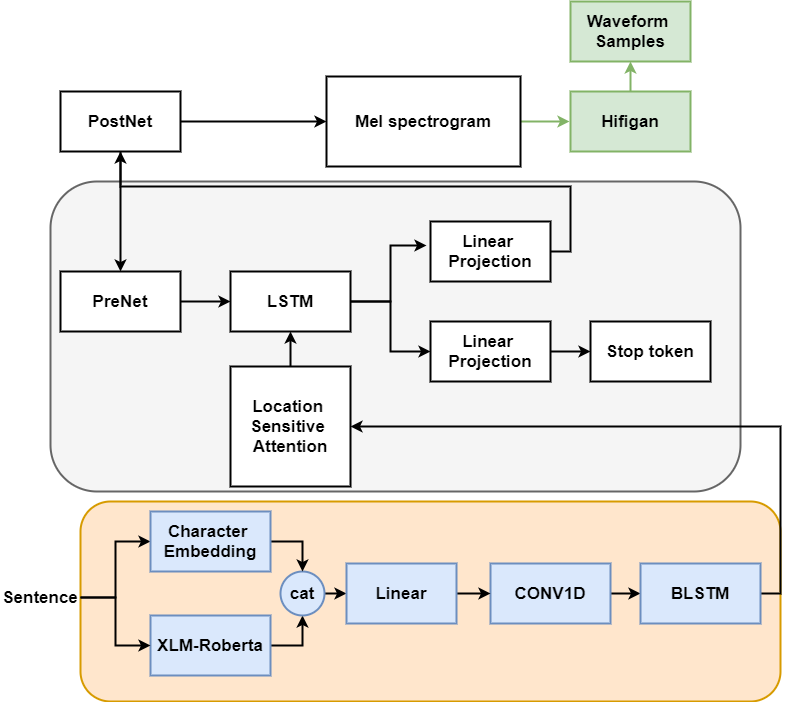 Waveform
Samples
PostNet
Mel spectrogram
Hifigan
Linear
Projection
PreNet
LSTM
Linear
Projection
Stop token
Location
Sensitive
Attention
Character
Embedding
Sentence
cat
Linear
CONV1D
BLSTM
XLM-Roberta